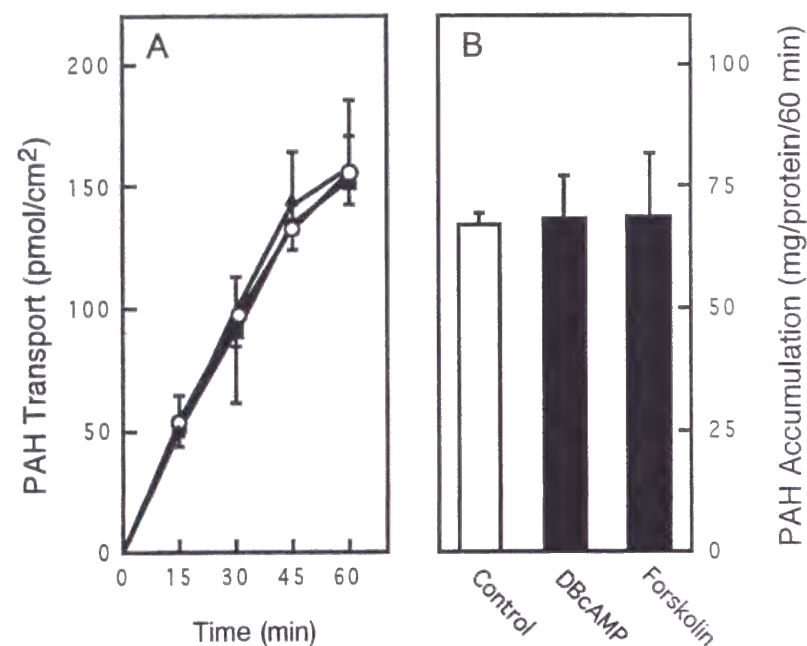 A
PAH Transport (pmol/cm2)
200
150
100
50
0
0 15 30 45 60
Time (min)
B
100
75
50
25
0
PAH Accumulation (mg/protein/60 min)
Control
DBcAMP
Forskolin